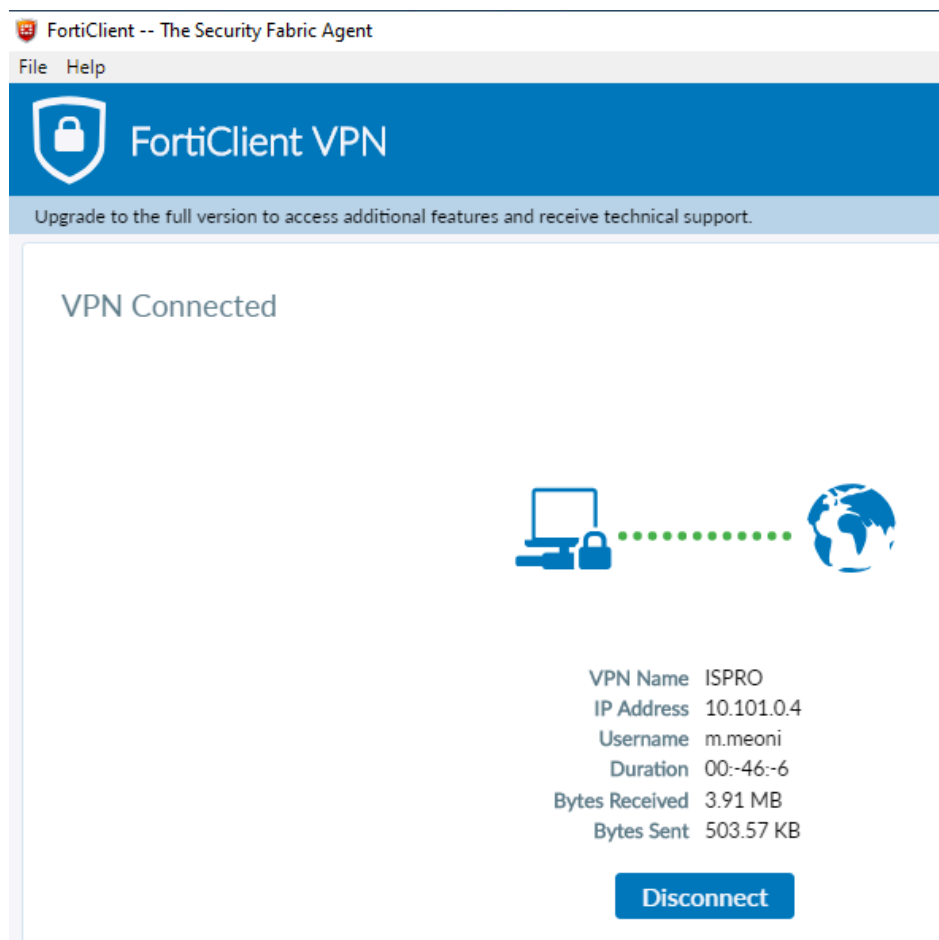 FortiClient -- The Security Fabric Agent
File Help
FortiClient VPN
Upgrade to the full version to access additional features and receive technical support.
VPN Connected
VPN Name ISPRO
IP Address 10.101.0.4
Username m.meoni
Duration 00:-46:-6
Bytes Received 3.91 MB
Bytes Sent 503.57 KB
Disconnect